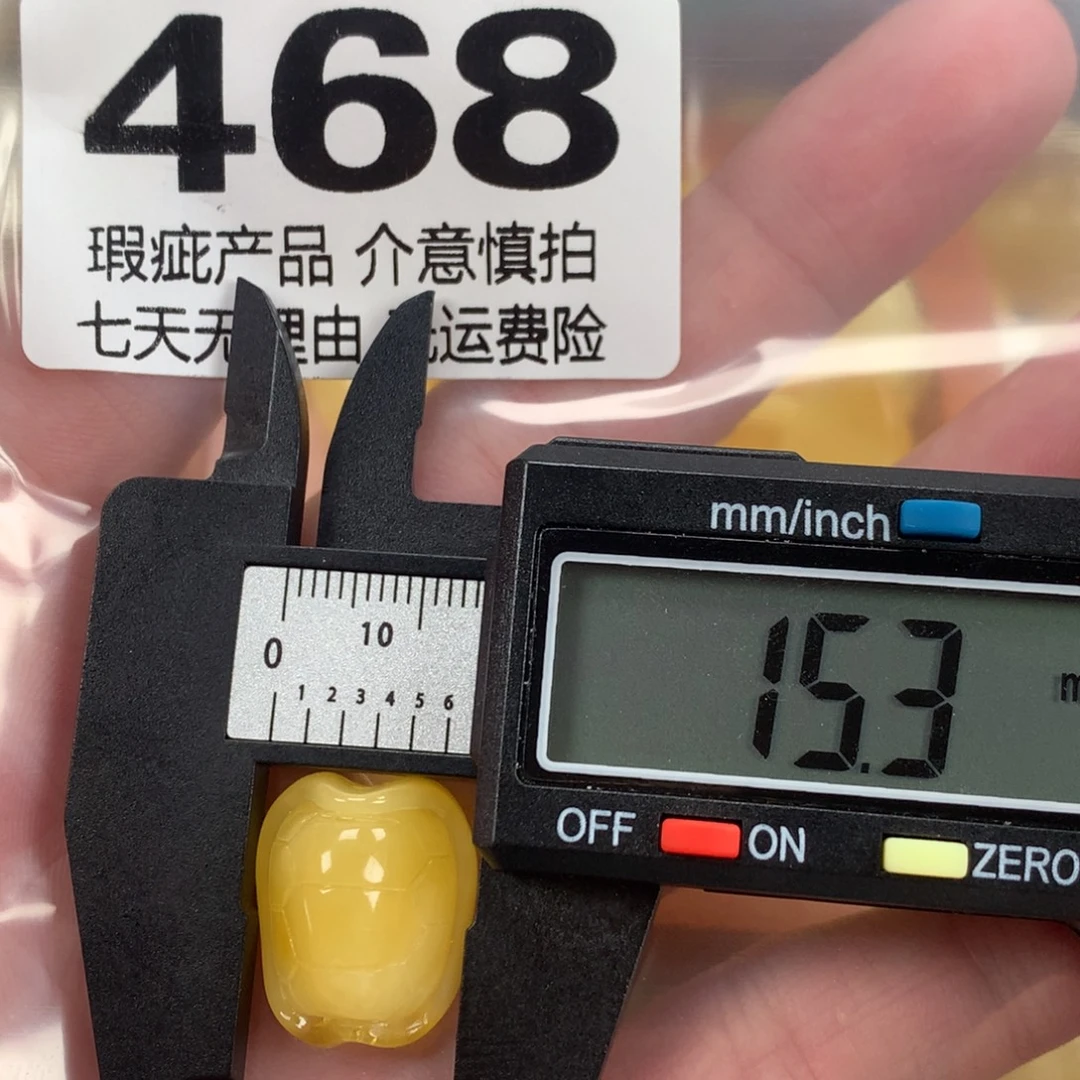 468
瑕疵产品 介意慎拍
七天无理由 运费险
mm/inch
0 10
1 2 3 4 5 6
15.3
m
OFF ON ZERO